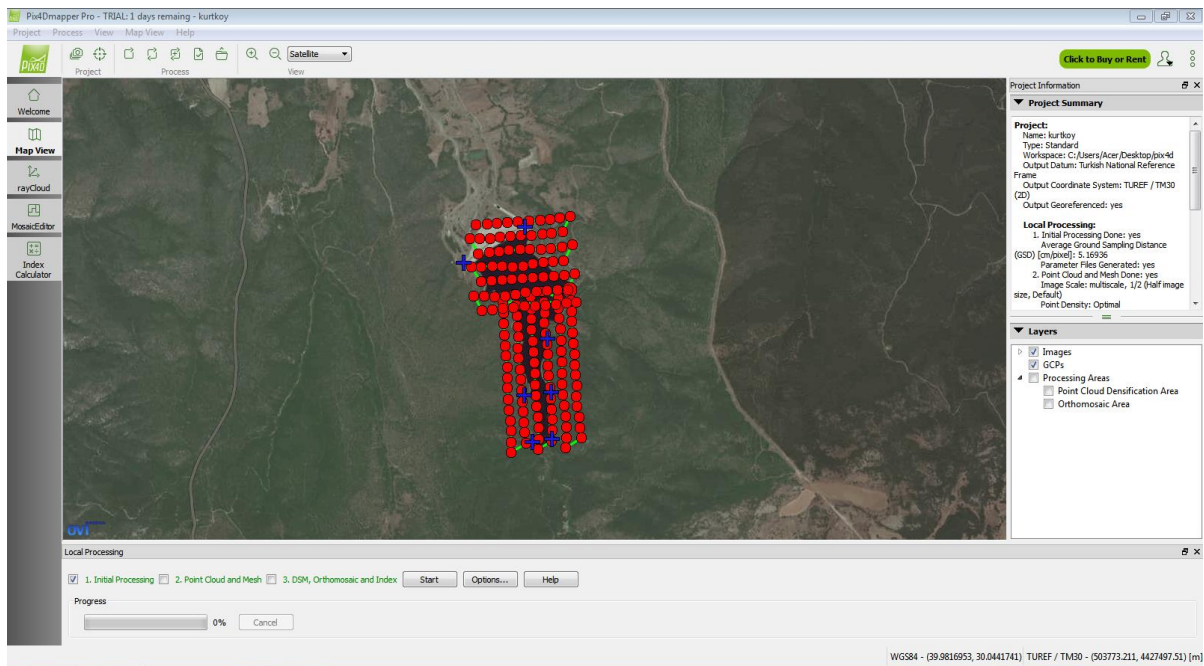 Pix4Dmapper Pro - TRIAL: 1 days remaing - kurtkoy
Project Process View Map View Help
PIX4D
Satellite
Project
Process
View
Click to Buy or Rent
Welcome
Map View
rayCloud
MosaicEditor
Index
Calculator
Project Information
Project Summary
Project:
Name: kurtkoy
Type: Standard
Workspace: C:/Users/Acer/Desktop/pix4d
Output Datum: Turkish National Reference
Frame
Output Coordinate System: TUREF / TM30
(2D)
Output Georeferenced: yes
Local Processing:
1. Initial Processing Done: yes
Average Ground Sampling Distance
(GSD) [cm/pixel]: 5.16936
Parameter Files Generated: yes
2. Point Cloud and Mesh Done: yes
Image Scale: multiscale, 1/2 (Half image
size, Default)
Point Density: Optimal
Layers
Images
GCPs
Processing Areas
Point Cloud Densification Area
Orthomosaic Area
Local Processing
1. Initial Processing
2. Point Cloud and Mesh
3. DSM, Orthomosaic and Index
Start
Options...
Help
Progress
0%
Cancel
WGS84 - (39.9816953, 30.0441741) TUREF / TM30 - (503773.211, 4427497.51) [m]